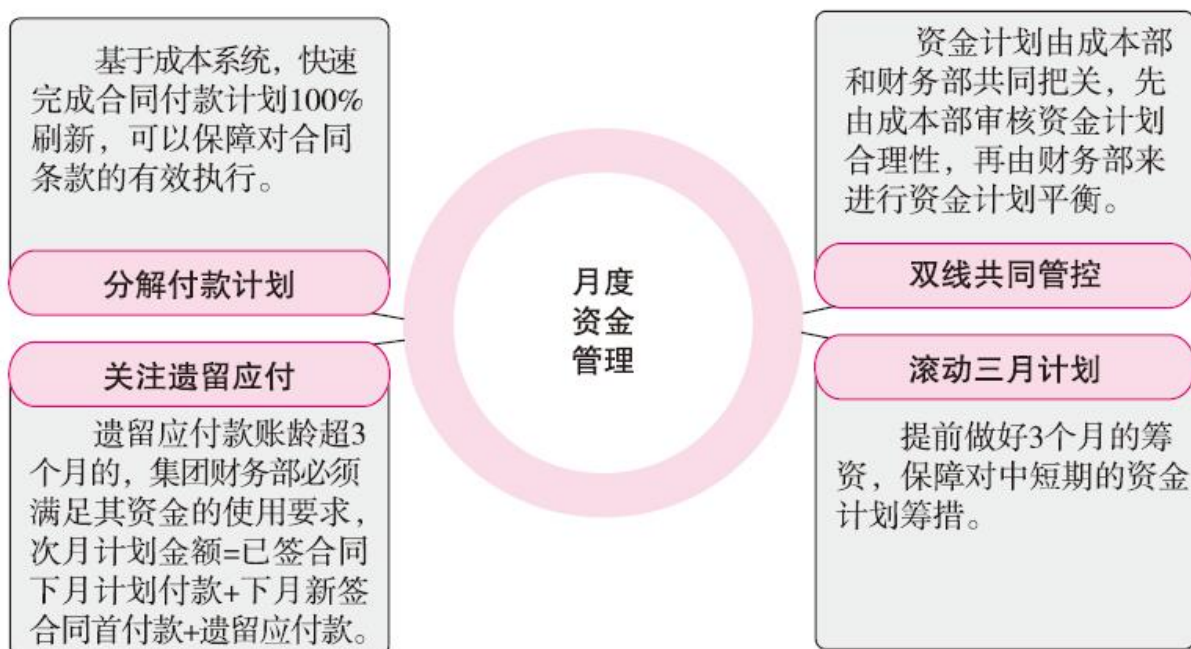 基于成本系统，快速
完成合同付款计划100%
刷新，可以保障对合同
条款的有效执行。
分解付款计划
关注遗留应付
遗留应付款账龄超3
个月的，集团财务部必须
满足其资金的使用要求，
次月计划金额=已签合同
下月计划付款+下月新签
合同首付款+遗留应付款。
月度
资金
管理
资金计划由成本部
和财务部共同把关，先
由成本部审核资金计划
合理性，再由财务部来
进行资金计划平衡。
双线共同管控
滚动三月计划
提前做好3个月的筹
资，保障对中短期的资金
计划筹措。